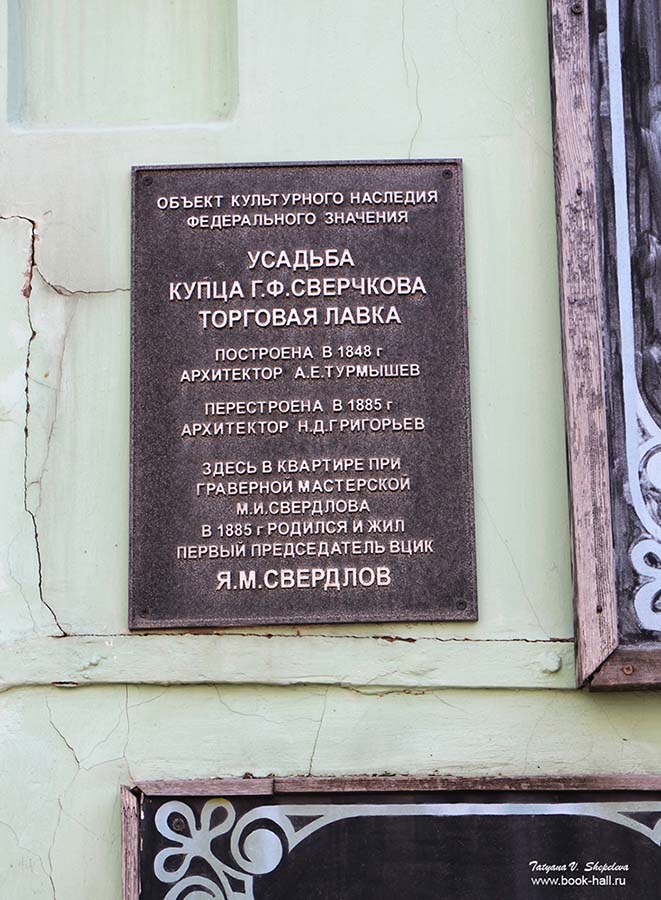 ОБЪЕКТ КУЛЬТУРНОГО НАСЛЕДИЯ
ФЕДЕРАЛЬНОГО ЗНАЧЕНИЯ
УСАДЬБА
КУПЦА Г.Ф.СВЕРЧКОВА
ТОРГОВАЯ ЛАВКА
ПОСТРОЕНА В 1848 г
АРХИТЕКТОР А.Е.ТУРМЫШЕВ
ПЕРЕСТРОЕНА В 1885 г
АРХИТЕКТОР Н.Д.ГРИГОРЬЕВ
ЗДЕСЬ В КВАРТИРЕ ПРИ
ГРАВЕРНОЙ МАСТЕРСКОЙ
М.И.СВЕРДЛОВА
В 1885 г РОДИЛСЯ И ЖИЛ
ПЕРВЫЙ ПРЕДСЕДАТЕЛЬ ВЦИК
Я.М.СВЕРДЛОВ
Tatyana V. Shepeleva
www.book-hall.ru